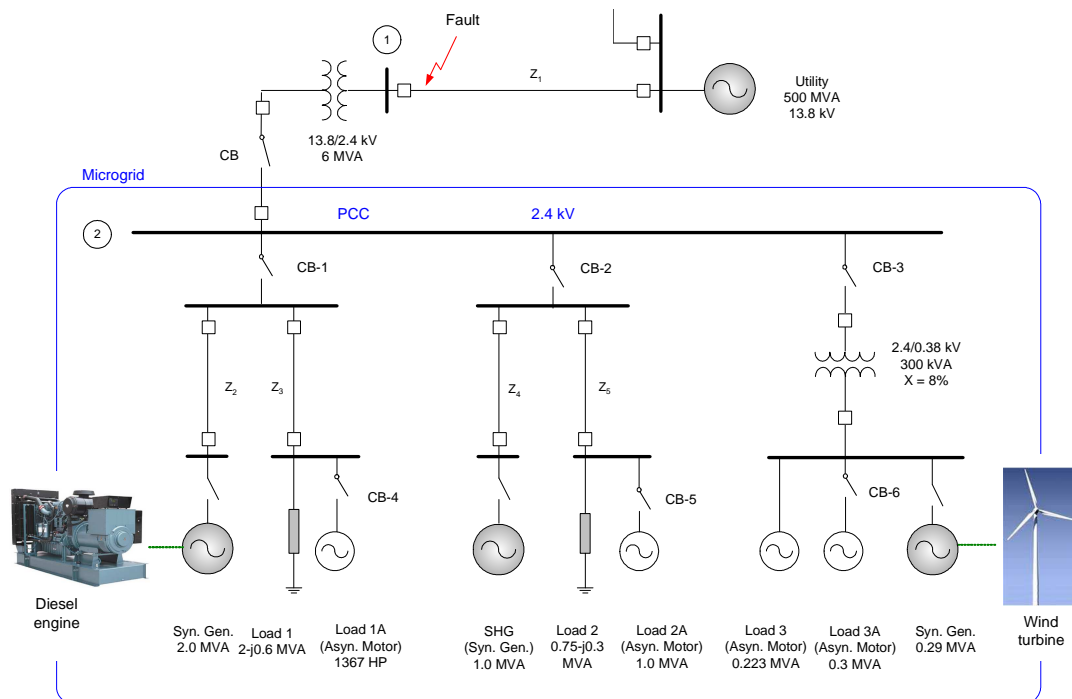 Fault
1
Z1
Utility
500 MVA
13.8 kV
13.8/2.4 kV
6 MVA
CB
Microgrid
PCC
2.4 kV
2
CB-1
CB-2
CB-3
2.4/0.38 kV
300 kVA
X = 8%
Z2
Z3
Z4
Z5
CB-4
CB-5
CB-6
Diesel
engine
Syn. Gen.
2.0 MVA
Load 1
2-j0.6 MVA
Load 1A
(Asyn. Motor)
1367 HP
SHG
(Syn. Gen.)
1.0 MVA
Load 2
0.75-j0.3
MVA
Load 2A
(Asyn. Motor)
1.0 MVA
Load 3
(Asyn. Motor)
0.223 MVA
Load 3A
(Asyn. Motor)
0.3 MVA
Syn. Gen.
0.29 MVA
Wind
turbine